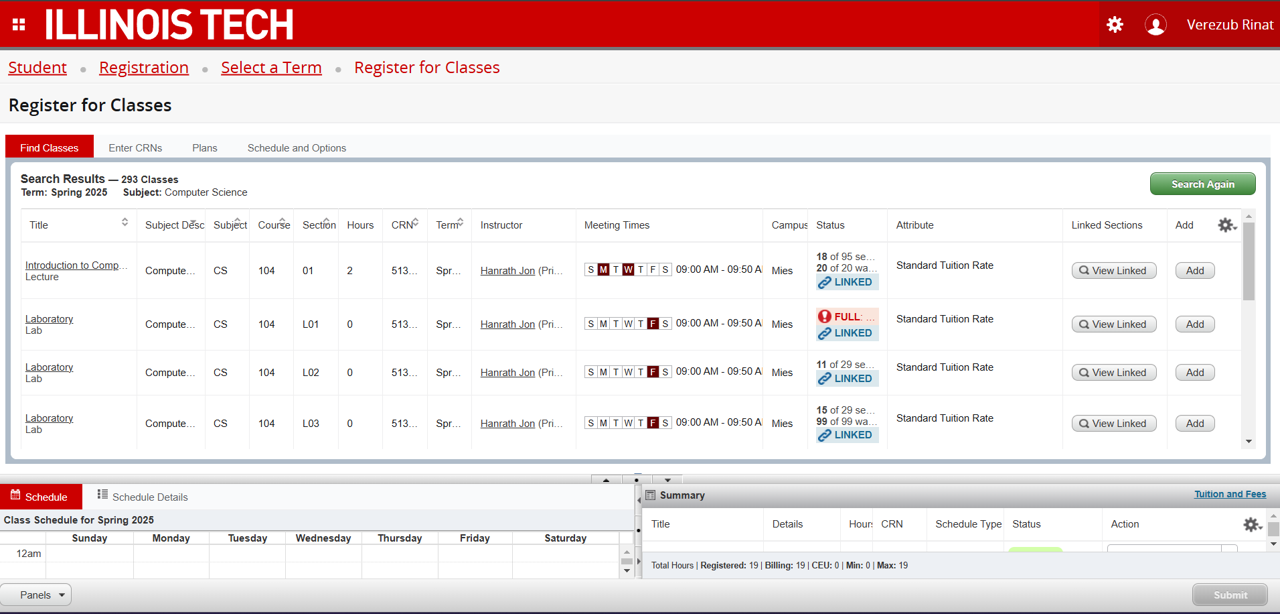 ILLINOIS TECH
Verezub Rinat
Student • Registration • Select a Term • Register for Classes
Register for Classes
Find Classes Enter CRNs Plans Schedule and Options
Search Results — 293 Classes
Term: Spring 2025 Subject: Computer Science
Search Again
Title Subject Desc Subject Course Section Hours CRN Term Instructor Meeting Times Campus Status Attribute Linked Sections Add
Introduction to Comp... Compute... CS 104 01 2 513... Spr... Hanrath Jon (Pri... S M T W T F S 09:00 AM - 09:50 A Mies 18 of 95 se... Standard Tuition Rate View Linked Add
Lecture 20 of 20 wa...
LINKED
Laboratory Compute... CS 104 L01 0 513... Spr... Hanrath Jon (Pri... S M T W T F S 09:00 AM - 09:50 A Mies FULL: ... Standard Tuition Rate View Linked Add
Lab LINKED
Laboratory Compute... CS 104 L02 0 513... Spr... Hanrath Jon (Pri... S M T W T F S 09:00 AM - 09:50 A Mies 11 of 29 se... Standard Tuition Rate View Linked Add
Lab LINKED
Laboratory Compute... CS 104 L03 0 513... Spr... Hanrath Jon (Pri... S M T W T F S 09:00 AM - 09:50 A Mies 15 of 29 se... Standard Tuition Rate View Linked Add
Lab 99 of 99 wa...
LINKED
Schedule Schedule Details
Class Schedule for Spring 2025
Sunday Monday Tuesday Wednesday Thursday Friday Saturday
12am
Summary Tuition and Fees
Title Details Hours CRN Schedule Type Status Action
Total Hours | Registered: 19 | Billing: 19 | CEU: 0 | Min: 0 | Max: 19
Panels Submit